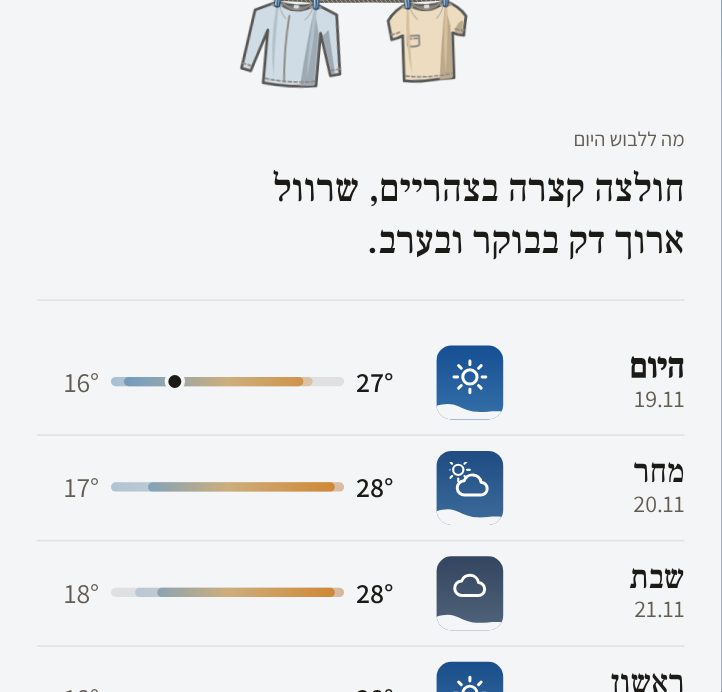 מה ללבוש היום
חולצה קצרה בצהריים, שרוול
ארוך דק בבוקר ובערב.
היום
19.11
27°
16°
מחר
20.11
28°
17°
שבת
21.11
28°
18°
ראשון